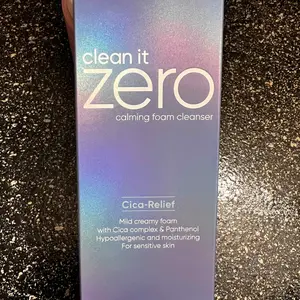 clean it
zero
calming foam cleanser
Cica-Relief
Mild creamy foam
with Cica complex & Panthenol
Hypoallergenic and moisturizing
For sensitive skin